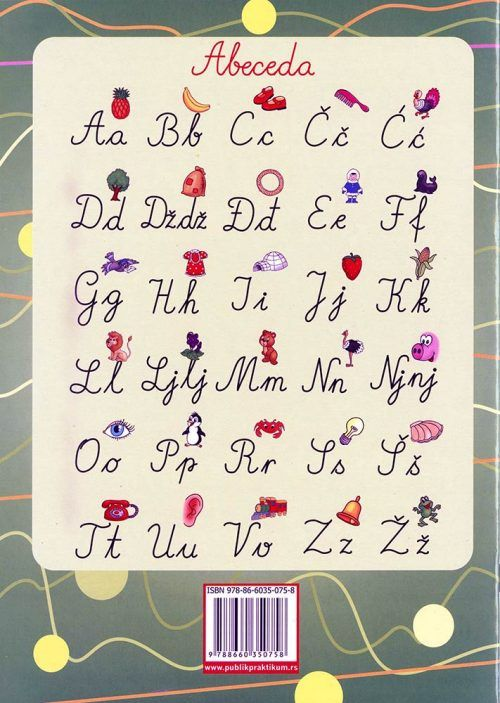 Abeceda
Aa Bb Cc Čč Ćć
Dd Dždž Đđ Ee Ff
Gg Hh Ii Jj Kk
Ll Ljlj Mm Nn Njnj
Oo Pp Rr Ss Šš
Tt Uu Vv Zz Žž
ISBN 978-86-6035-075-8
9 788660 350758
www.publikpraktikum.rs